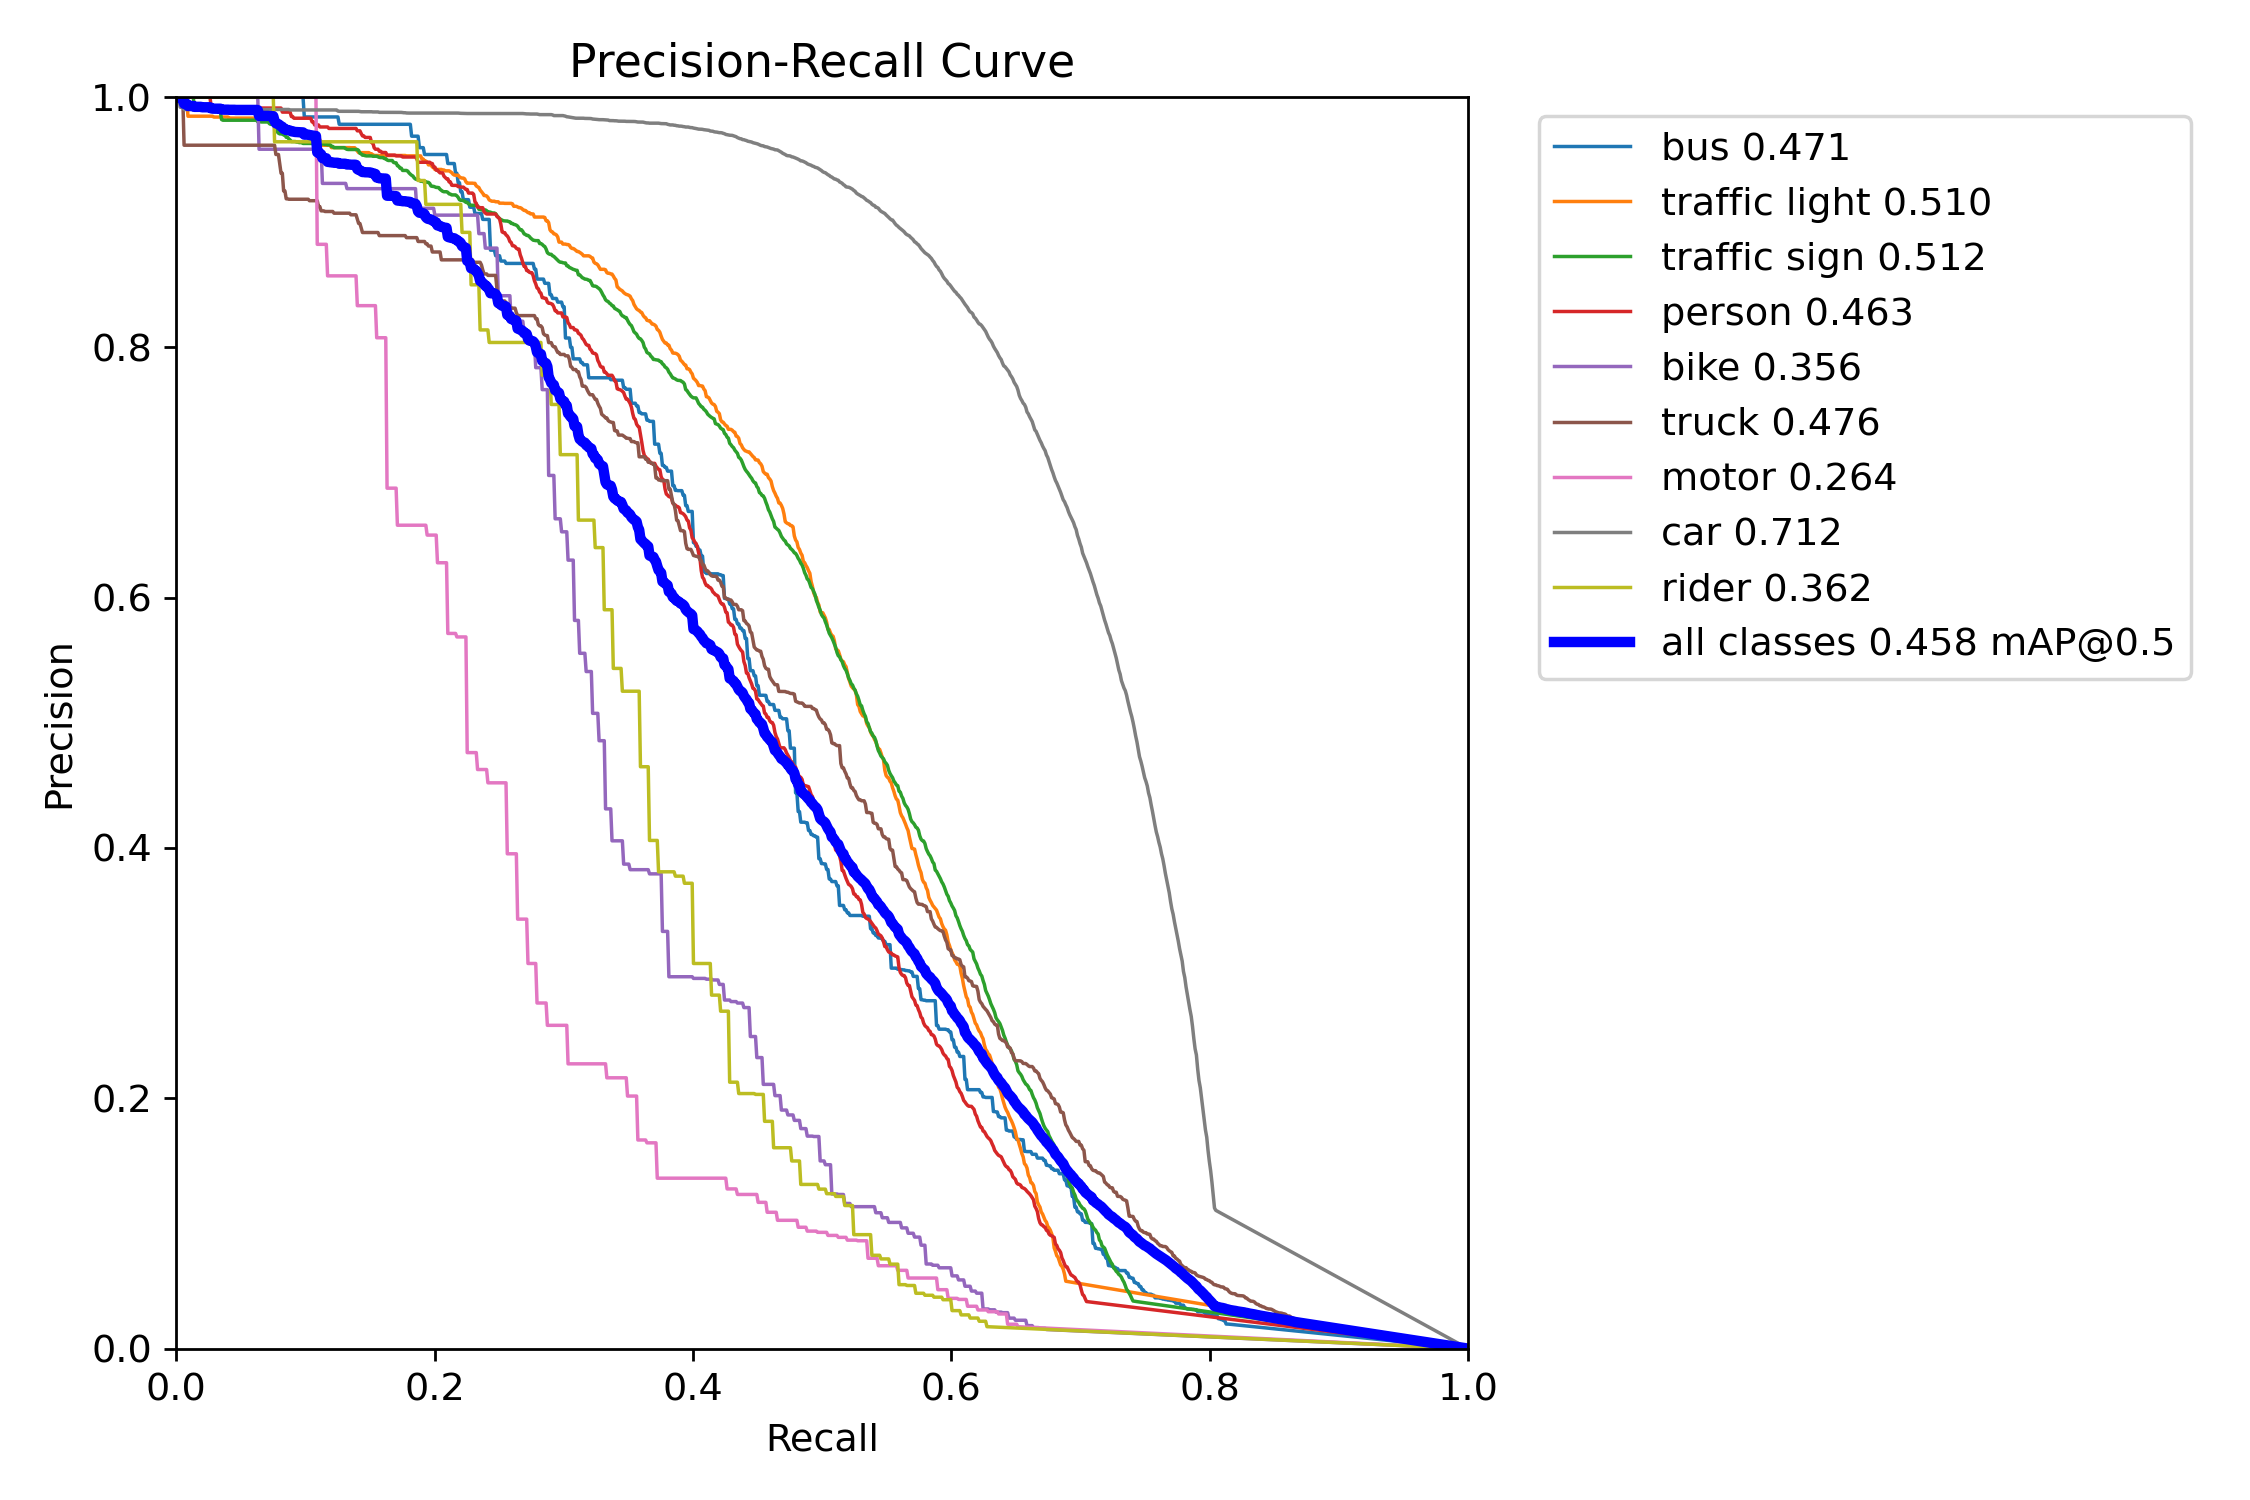 Precision-Recall Curve
1.0
0.8
0.6
0.4
0.2
0.0
Precision
0.0 0.2 0.4 0.6 0.8 1.0
Recall
bus 0.471
traffic light 0.510
traffic sign 0.512
person 0.463
bike 0.356
truck 0.476
motor 0.264
car 0.712
rider 0.362
all classes 0.458 mAP@0.5